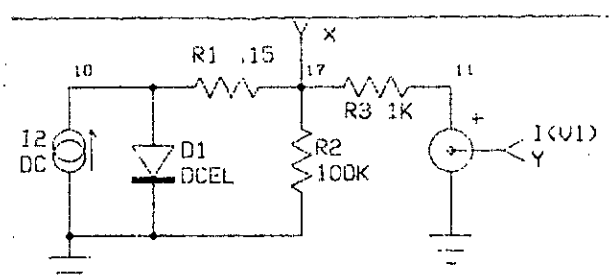 X
R1 .15
10
17
11
R3 1K
+
I2
DC
D1
DCEL
R2
100K
I(V1)
Y